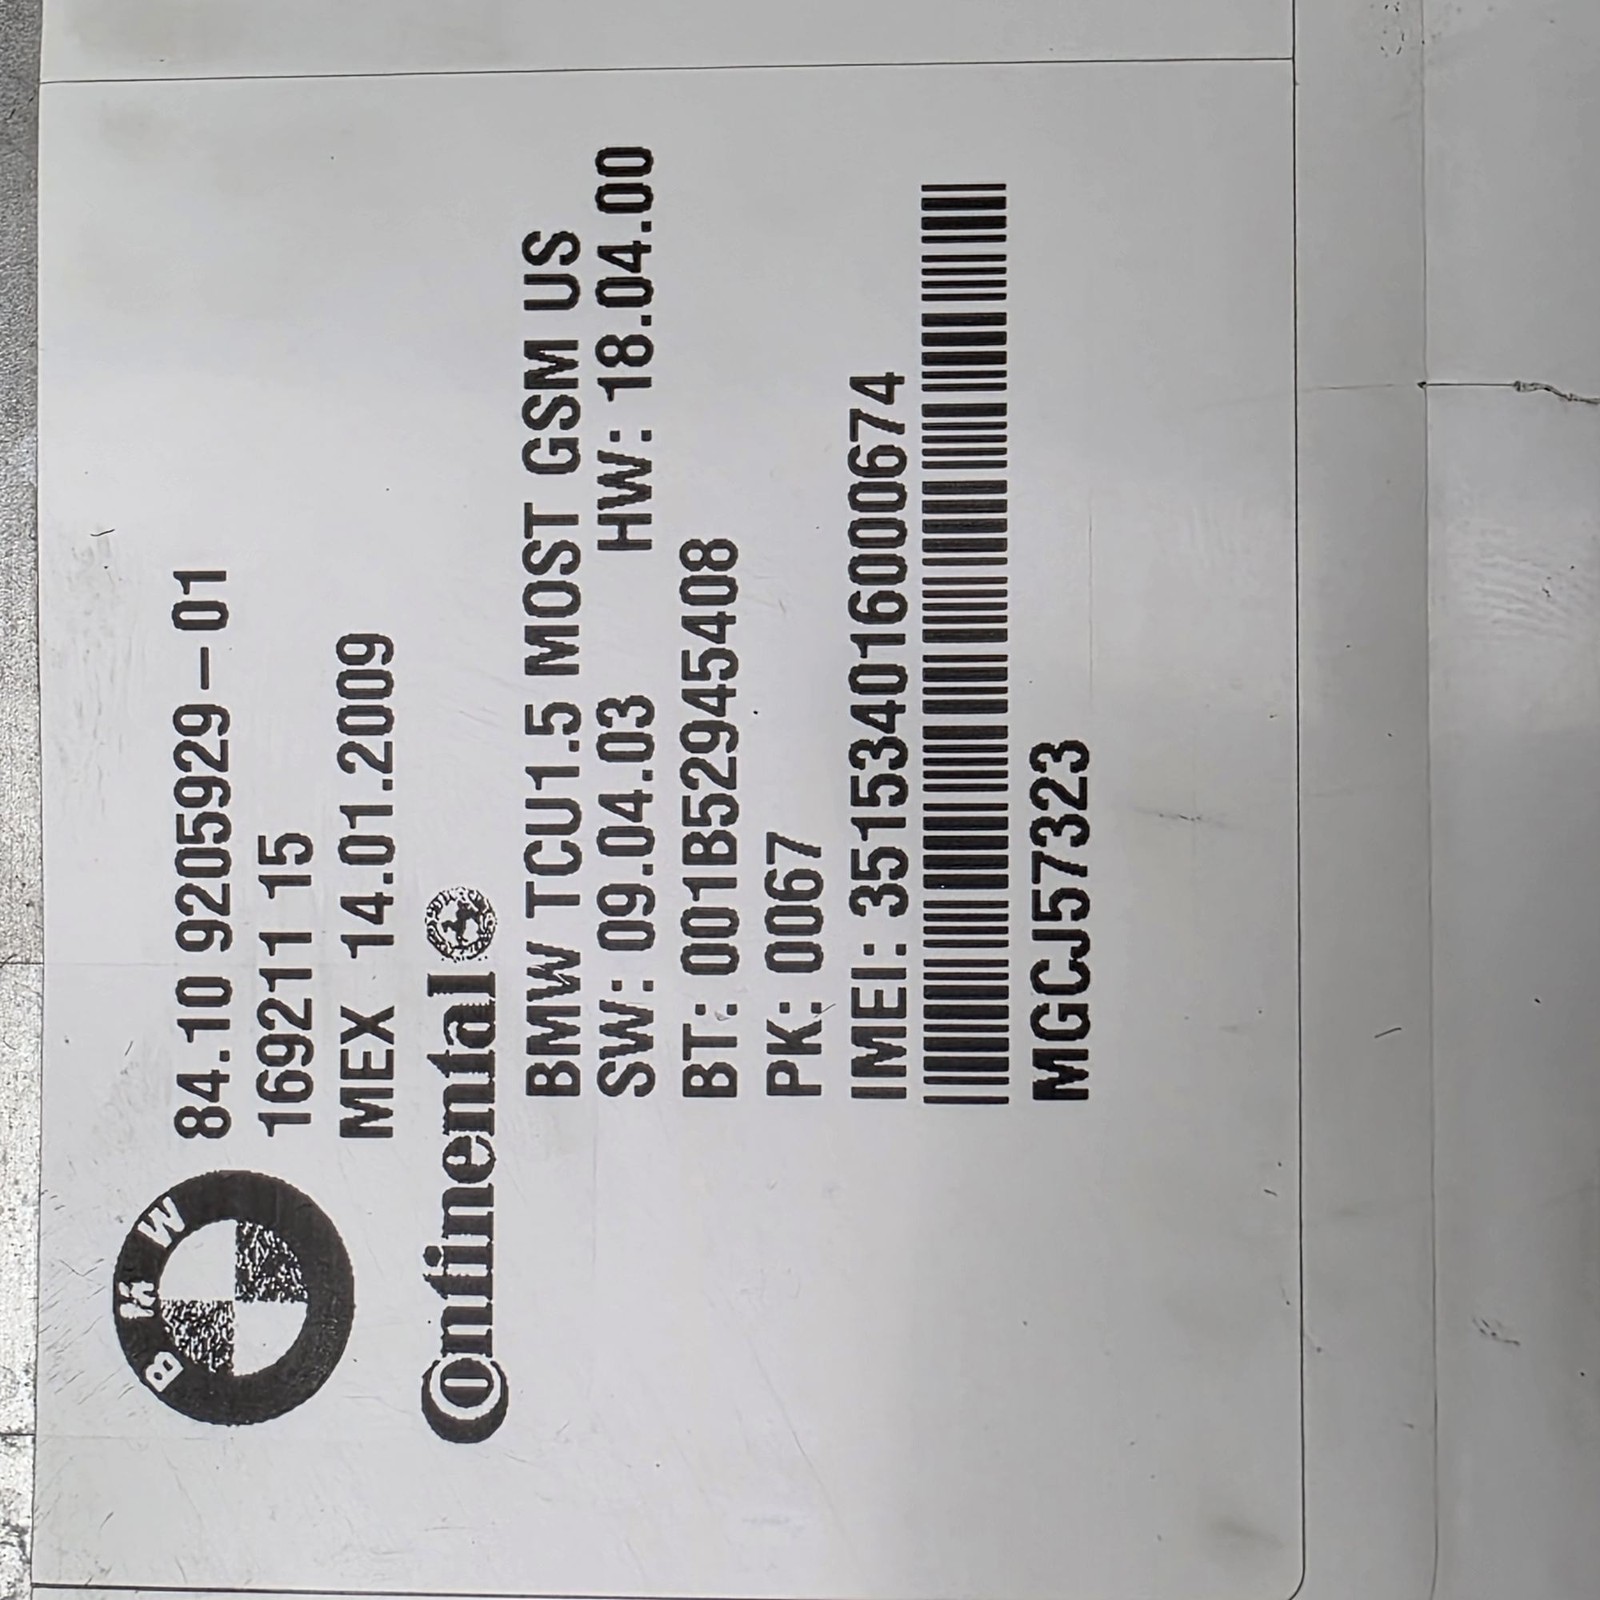 BMW
84.10 9205929-01
169211 15
MEX 14.01.2009
Continental
BMW TCU1.5 MOST GSM US
SW: 09.04.03 HW: 18.04.00
BT: 001B52945408
PK: 0067
IMEI: 351534016000674
MGCJ57323